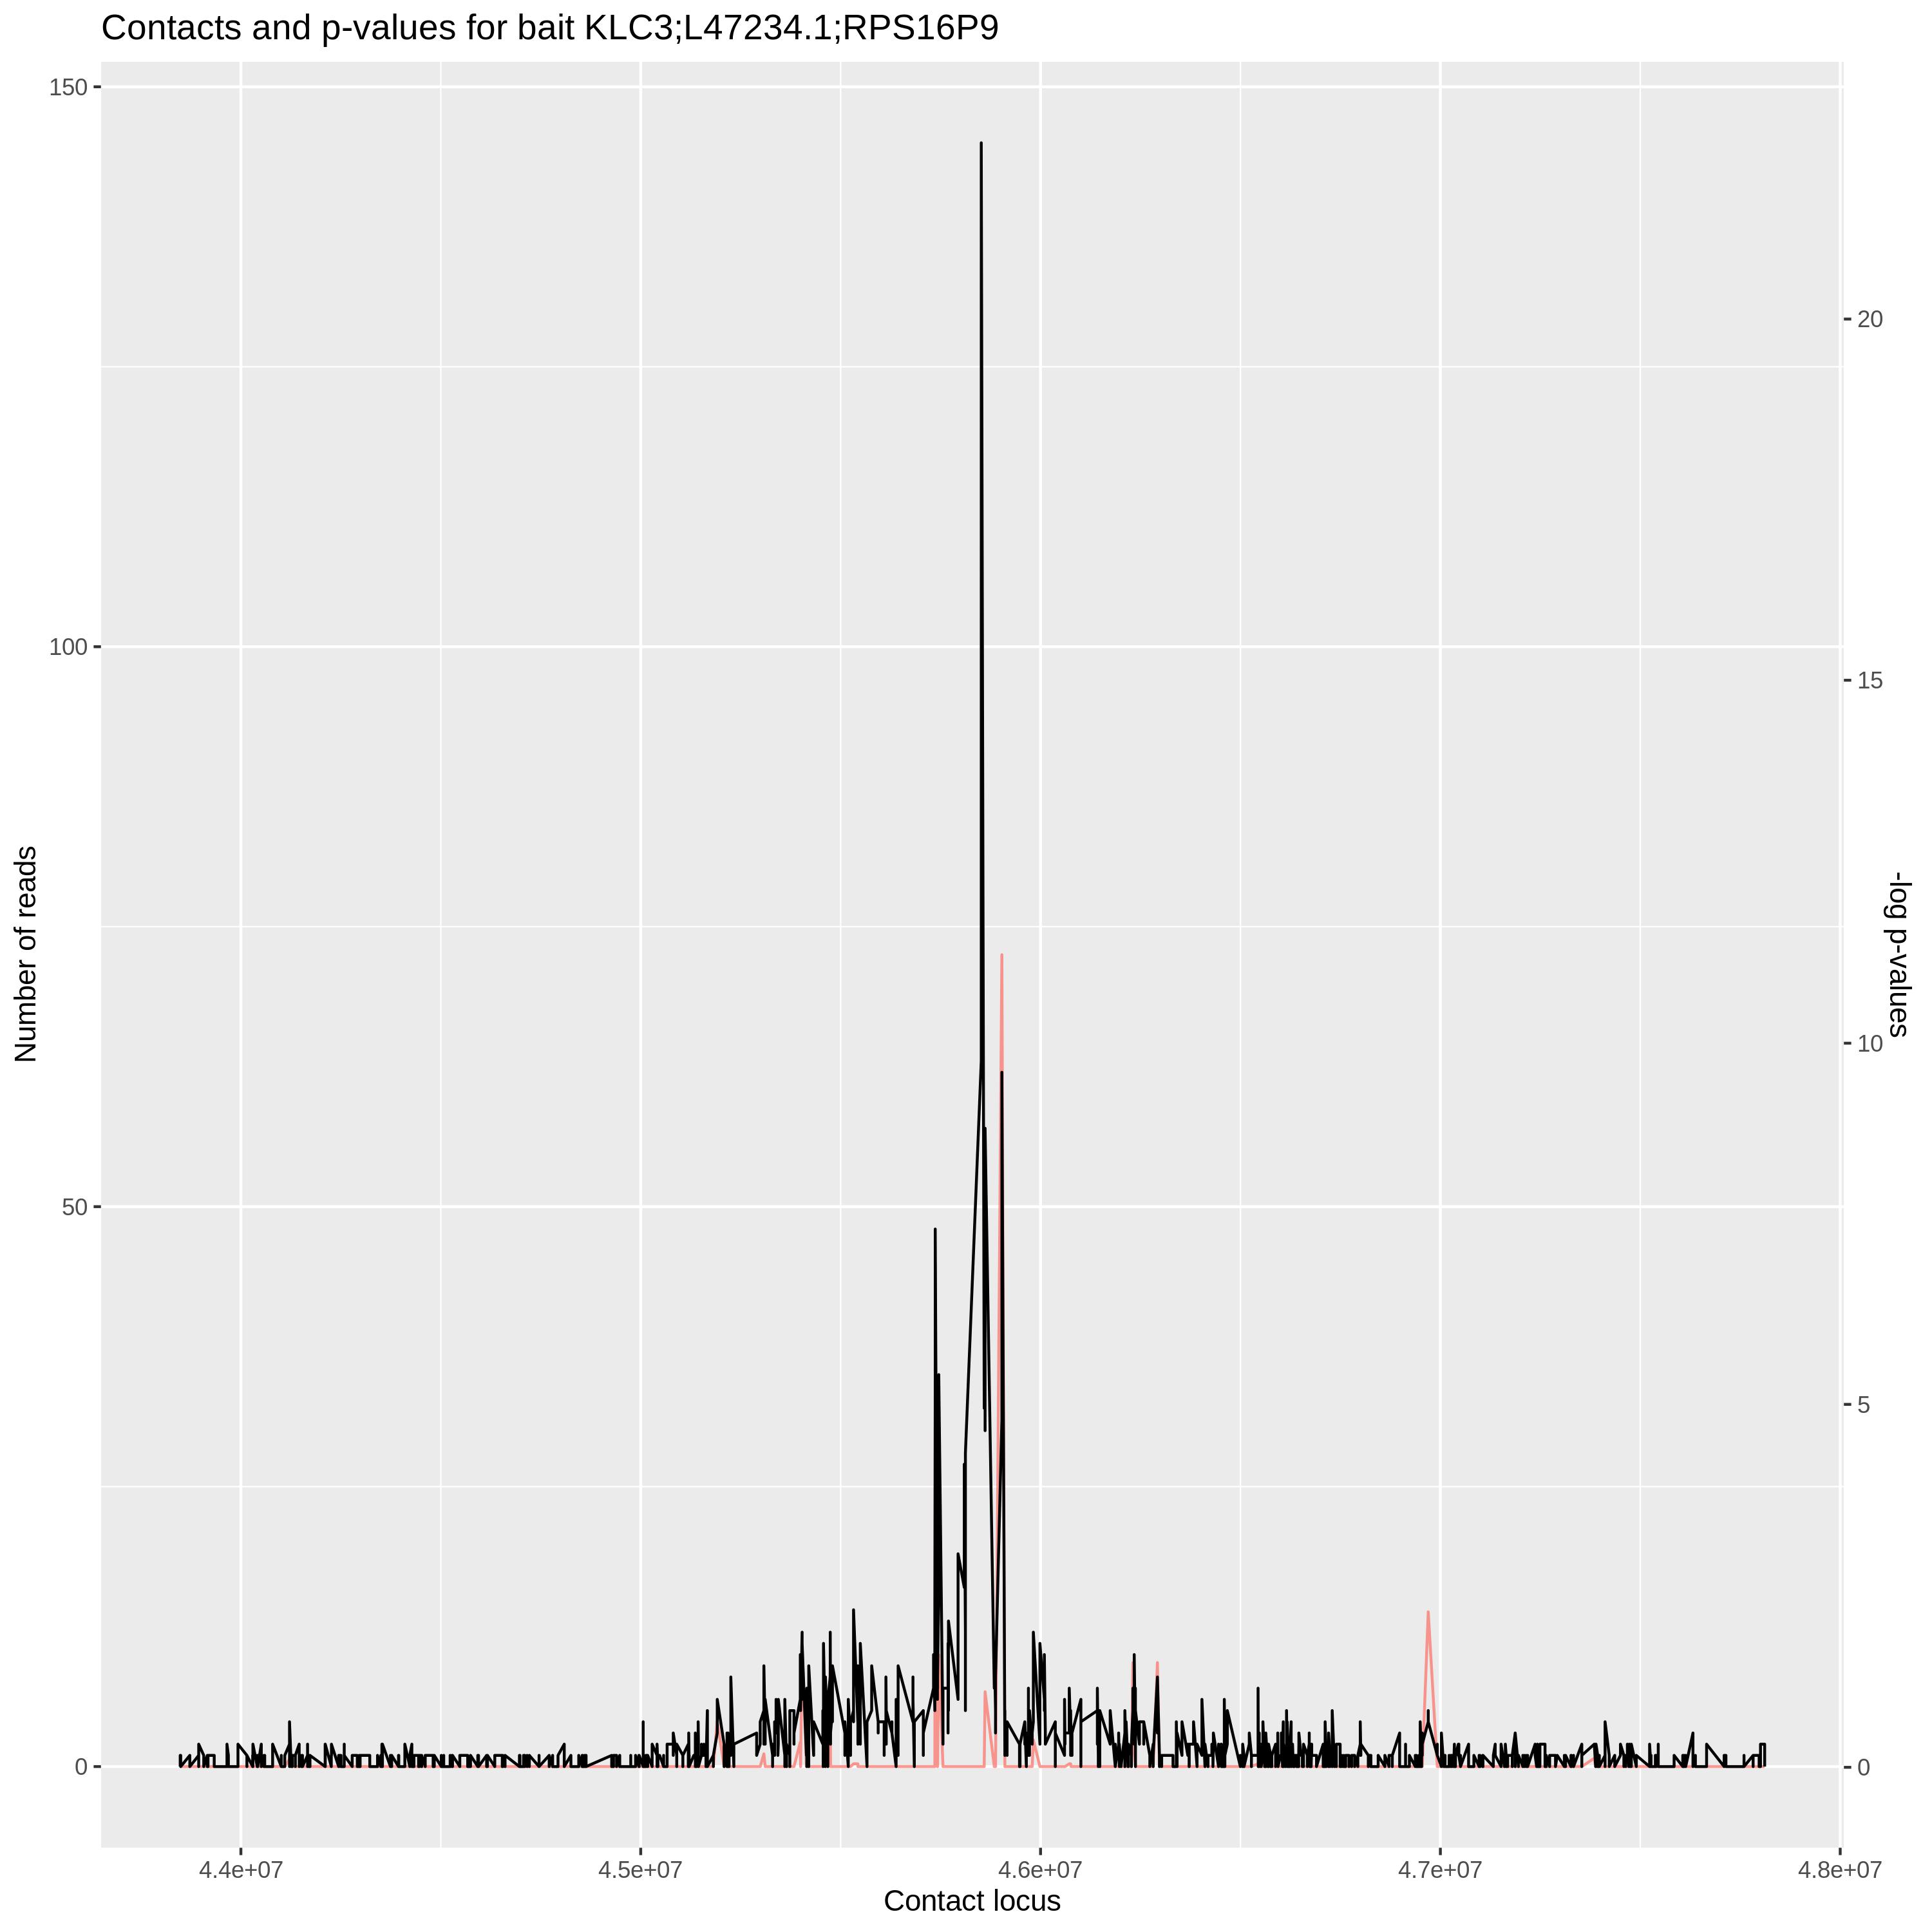 Contacts and p-values for bait KLC3;L47234.1;RPS16P9
150
100
50
0
Number of reads
20
15
10
5
0
-log p-values
4.4e+07
4.5e+07
4.6e+07
4.7e+07
4.8e+07
Contact locus